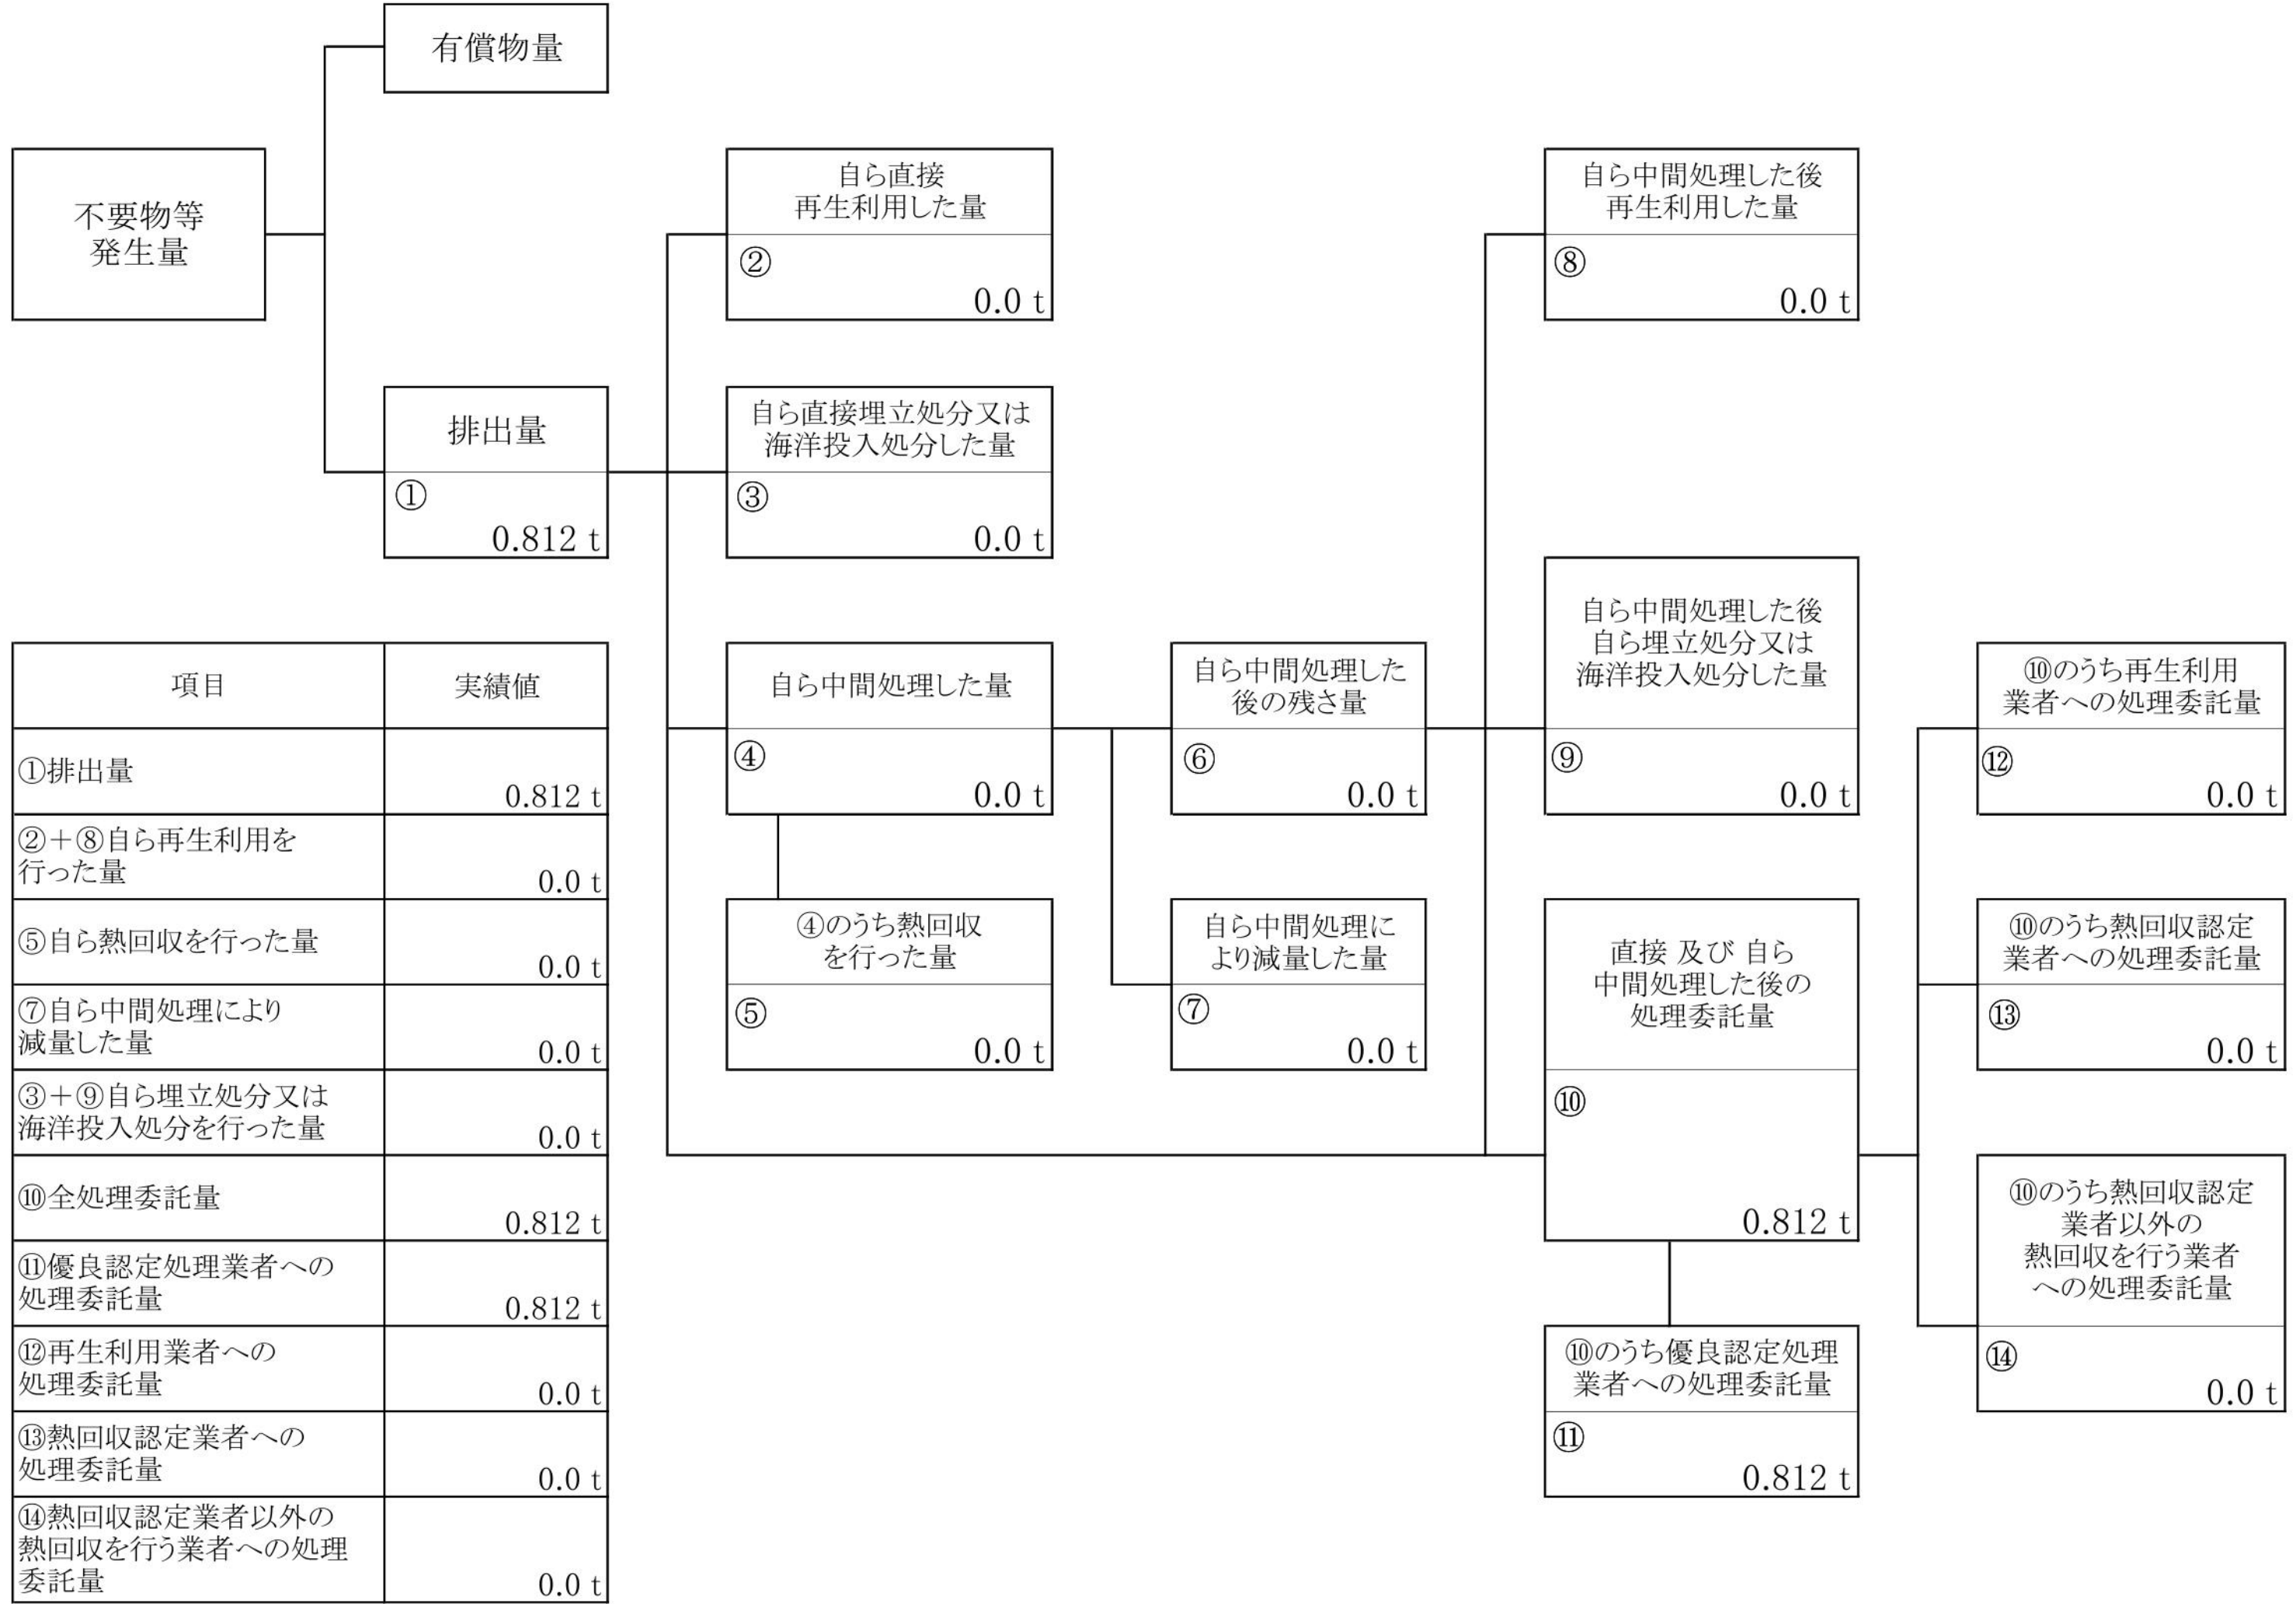 有償物量
不要物等
発生量
自ら直接
再生利用した量
②
0.0 t
自ら中間処理した後
再生利用した量
⑧
0.0 t
排出量
①
0.812 t
自ら直接埋立処分又は
海洋投入処分した量
③
0.0 t
自ら中間処理した量
④
0.0 t
自ら中間処理した
後の残さ量
⑥
0.0 t
自ら中間処理した後
自ら埋立処分又は
海洋投入処分した量
⑨
0.0 t
⑩のうち再生利用
業者への処理委託量
⑫
0.0 t
④のうち熱回収
を行った量
⑤
0.0 t
自ら中間処理に
より減量した量
⑦
0.0 t
直接 及び 自ら
中間処理した後の
処理委託量
⑩
0.812 t
⑩のうち熱回収認定
業者への処理委託量
⑬
0.0 t
⑩のうち熱回収認定
業者以外の
熱回収を行う業者
への処理委託量
⑭
0.0 t
⑩のうち優良認定処理
業者への処理委託量
⑪
0.812 t
項目
実績値
①排出量
0.812 t
②＋⑧自ら再生利用を
行った量
0.0 t
⑤自ら熱回収を行った量
0.0 t
⑦自ら中間処理により
減量した量
0.0 t
③＋⑨自ら埋立処分又は
海洋投入処分を行った量
0.0 t
⑩全処理委託量
0.812 t
⑪優良認定処理業者への
処理委託量
0.812 t
⑫再生利用業者への
処理委託量
0.0 t
⑬熱回収認定業者への
処理委託量
0.0 t
⑭熱回収認定業者以外の
熱回収を行う業者への処理
委託量
0.0 t